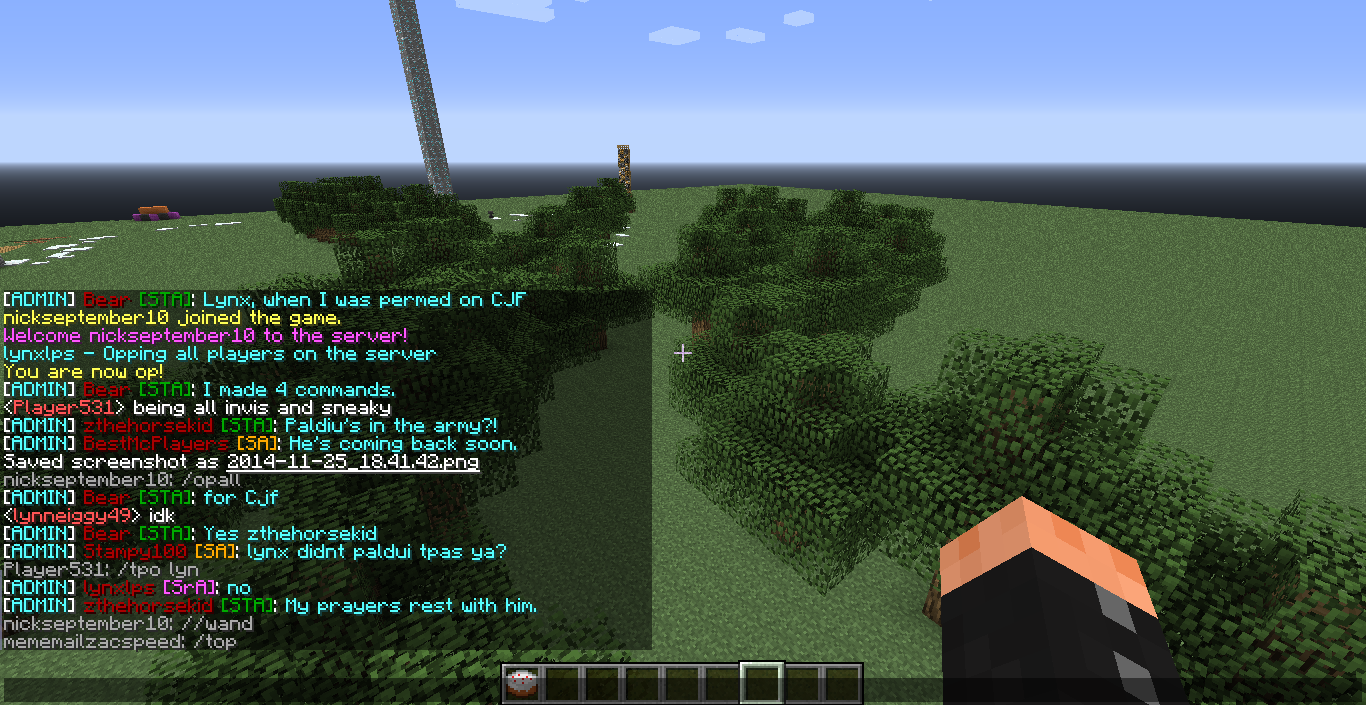 [ADMIN] Bear [STA]: Lynx, when I was permed on CJF
nickseptember10 joined the game.
Welcome nickseptember10 to the server!
lynxlps - Opping all players on the server
You are now op!
[ADMIN] Bear [STA]: I made 4 commands.
<Player531> being all invis and sneaky
[ADMIN] zthehorsekid [STA]: Paldiu's in the army?!
[ADMIN] BestMcPlayers [SA]: He's coming back soon.
Saved screenshot as 2014-11-25_18.41.42.png
nickseptember10: /opall
[ADMIN] Bear [STA]: for Cjf
<lynneiggy49> idk
[ADMIN] Bear [STA]: Yes zthehorsekid
[ADMIN] Stampy100 [SA]: lynx didnt paldui tpas ya?
Player531: /tpo lyn
[ADMIN] lynxlps [SrA]: no
[ADMIN] zthehorsekid [STA]: My prayers rest with him.
nickseptember10: //wand
mememailzacspeed: /top